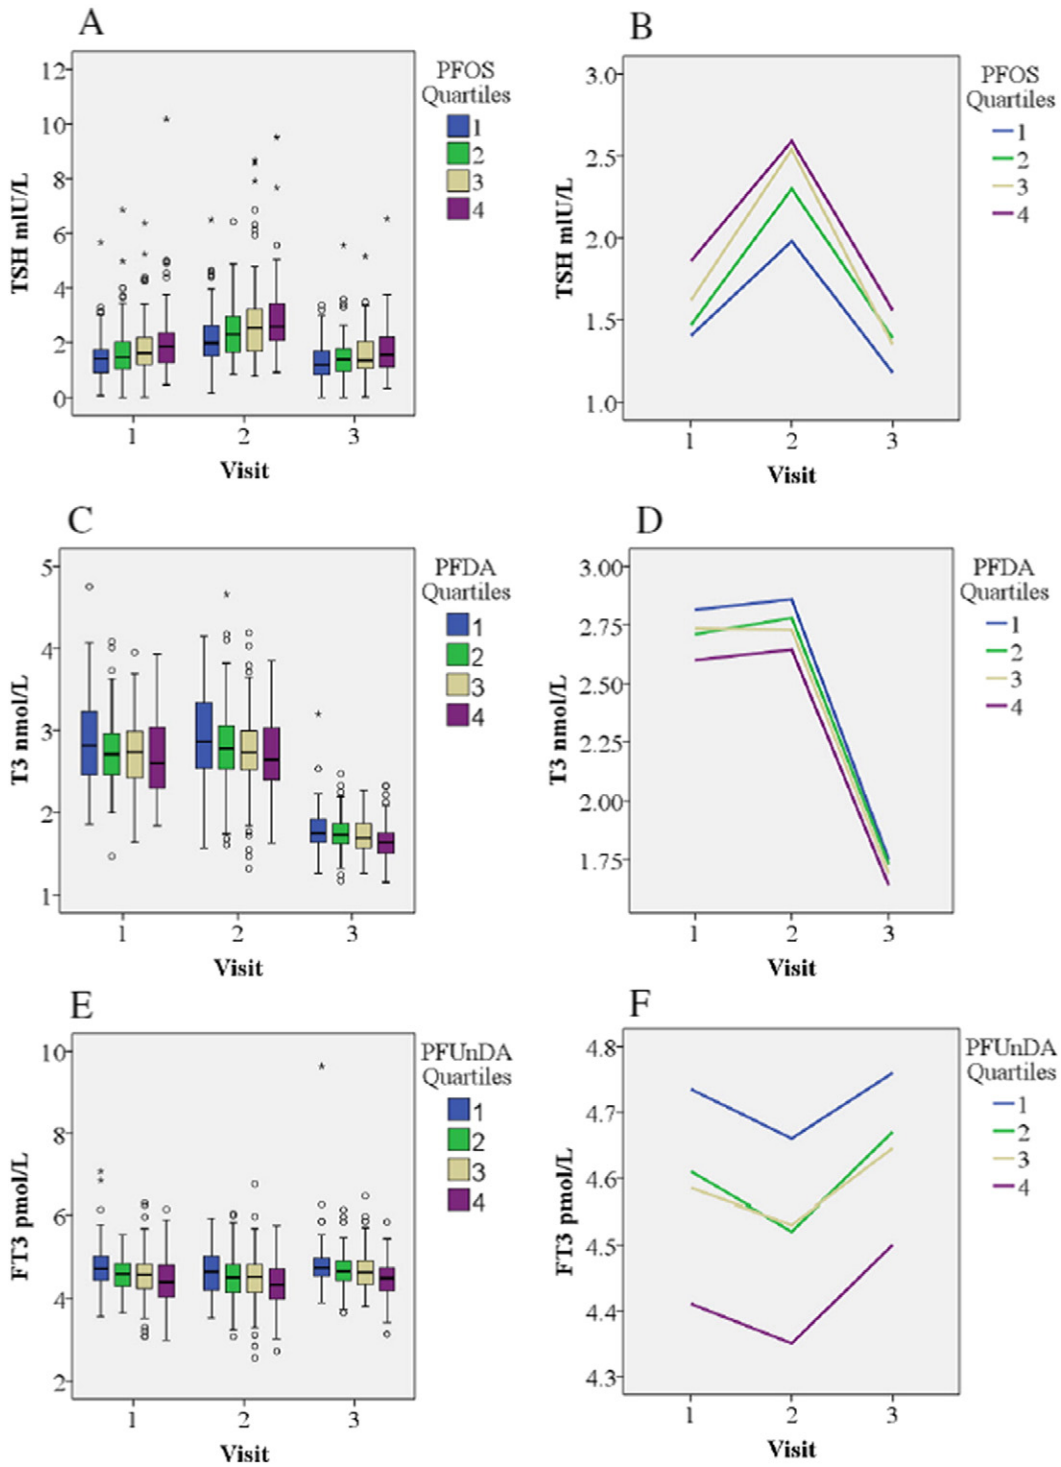 A
12
10
8
6
4
2
0
TSH mIU/L
1
2
3
Visit
PFOS
Quartiles
1
2
3
4
B
3.0
2.5
2.0
1.5
1.0
TSH mIU/L
1
2
3
Visit
PFOS
Quartiles
1
2
3
4
C
5
4
3
2
1
T3 nmol/L
1
2
3
Visit
PFDA
Quartiles
1
2
3
4
D
3.00
2.75
2.50
2.25
2.00
1.75
T3 nmol/L
1
2
3
Visit
PFDA
Quartiles
1
2
3
4
E
10
8
6
4
2
FT3 pmol/L
1
2
3
Visit
PFUnDA
Quartiles
1
2
3
4
F
4.8
4.7
4.6
4.5
4.4
4.3
FT3 pmol/L
1
2
3
Visit
PFUnDA
Quartiles
1
2
3
4